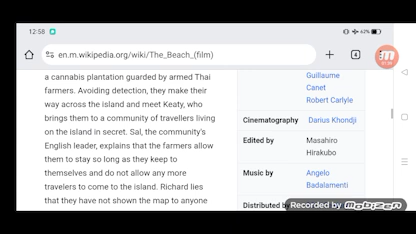 12:58
62%
en.m.wikipedia.org/wiki/The_Beach_(film)
4
a cannabis plantation guarded by armed Thai
farmers. Avoiding detection, they make their
way across the island and meet Keaty, who
brings them to a community of travellers living
on the island in secret. Sal, the community's
English leader, explains that the farmers allow
them to stay so long as they keep to
themselves and do not allow any more
travelers to come to the island. Richard lies
that they have not shown the map to anyone
Guillaume
Canet
Robert Carlyle
Cinematography Darius Khondji
Edited by Masahiro
Hirakubo
Music by Angelo
Badalamenti
Distributed by
Recorded by mobizen